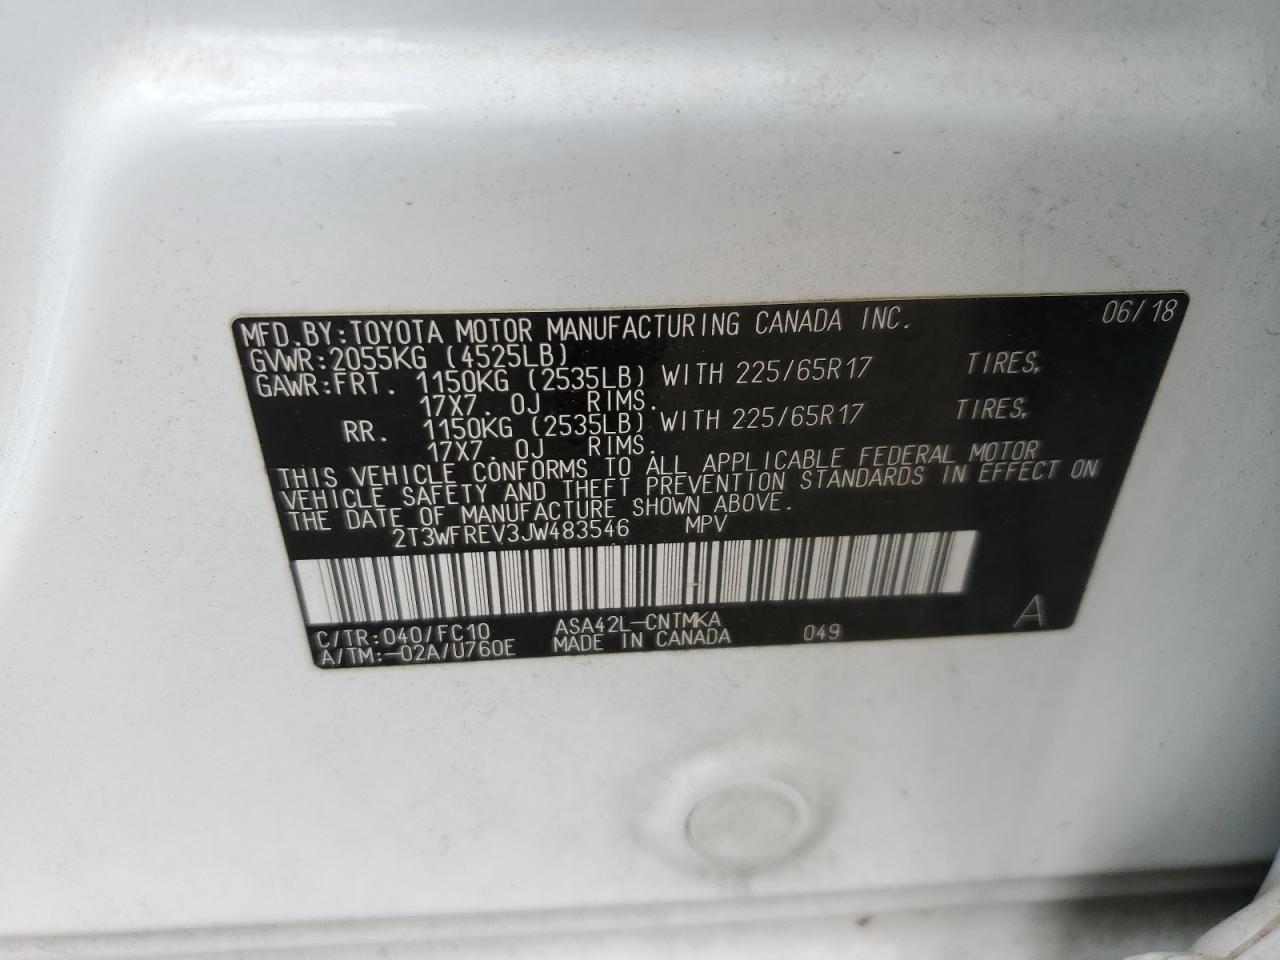 MFD.BY:TOYOTA MOTOR MANUFACTURING CANADA INC. 06/18
GVWR:2055KG (4525LB)
GAWR:FRT. 1150KG (2535LB) WITH 225/65R17 TIRES,
17X7.0J RIMS.
RR. 1150KG (2535LB) WITH 225/65R17 TIRES,
17X7.0J RIMS.
THIS VEHICLE CONFORMS TO ALL APPLICABLE FEDERAL MOTOR
VEHICLE SAFETY AND THEFT PREVENTION STANDARDS IN EFFECT ON
THE DATE OF MANUFACTURE SHOWN ABOVE.
2T3WFREV3JW483546 MPV
C/TR:040/FC10 ASA42L-CNTMKA 049 A
A/TM:-02A/U760E MADE IN CANADA